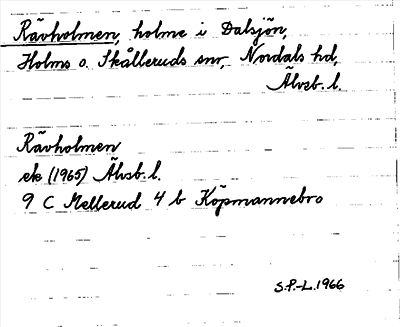 Rävholmen, holme i Dalsjön,
Holms o. Skålleruds snr, Nordals hd,
Älvsb. l.
Rävholmen
ek (1965) Älvsb. l.
9 C Mellerud 4 b Köpmannebro
S.P.-L. 1966